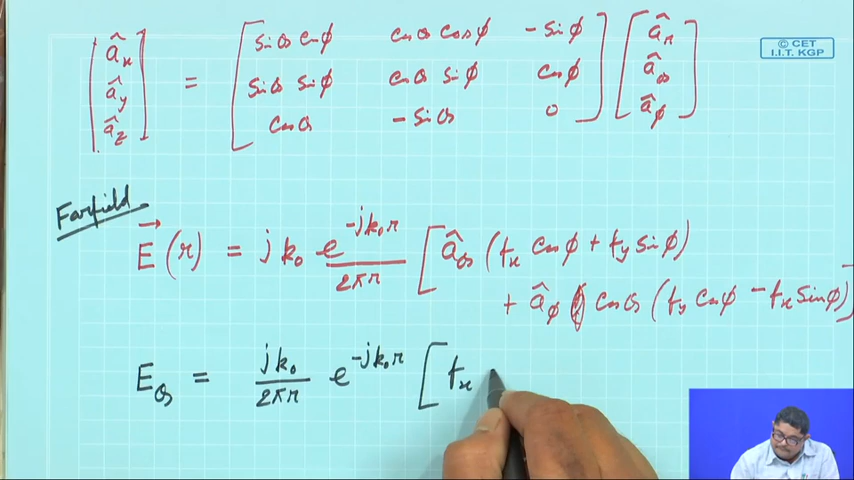 © CET
I.I.T. KGP
[âx ây âz] = [sinθ cosφ cosθ cosφ -sinφ] [âr]
[sinθ sinφ cosθ sinφ cosφ] [âθ]
[cosθ -sinθ 0] [âφ]
Farfield
E(r) = jk₀ e^{-jk₀r} / 2πr [âθ (fx cosφ + fy sinφ)
+ âφ cosθ (fy cosφ - fx sinφ)]
Eθ = jk₀ / 2πr e^{-jk₀r} [fx